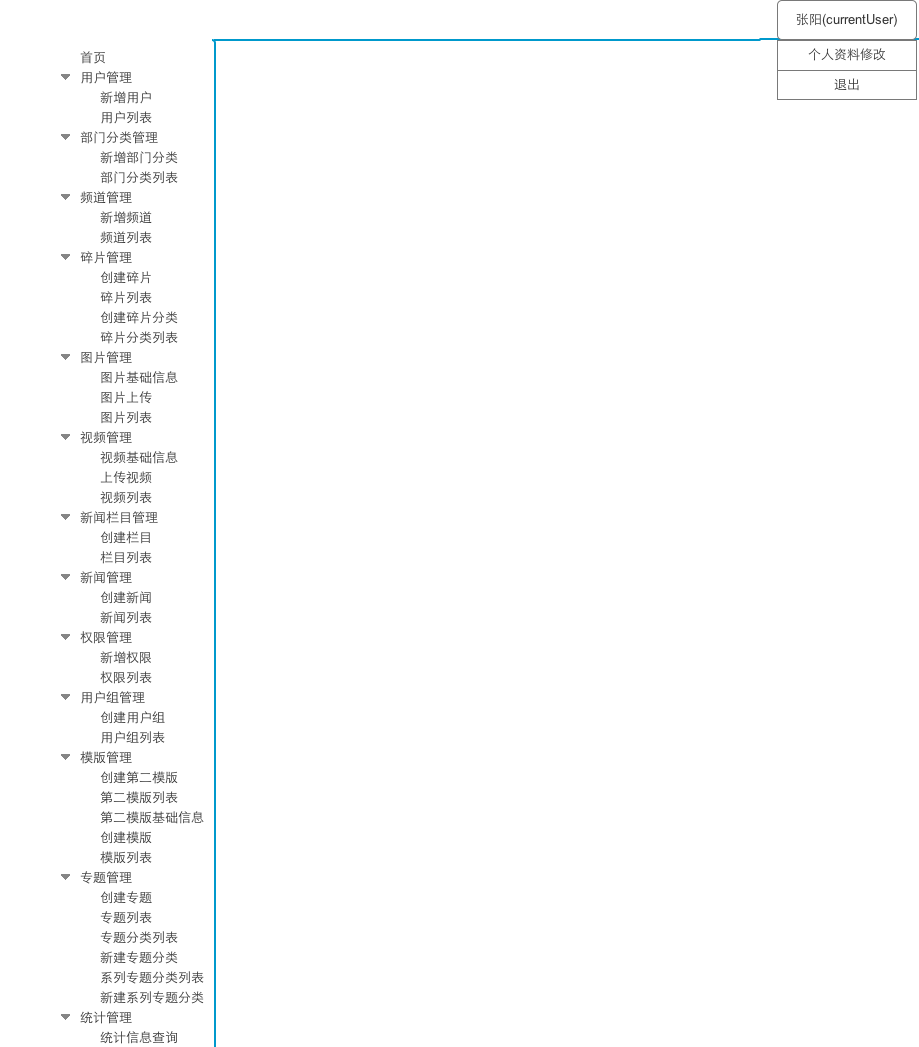 张阳(currentUser)
个人资料修改
退出
首页
用户管理
新增用户
用户列表
部门分类管理
新增部门分类
部门分类列表
频道管理
新增频道
频道列表
碎片管理
创建碎片
碎片列表
创建碎片分类
碎片分类列表
图片管理
图片基础信息
图片上传
图片列表
视频管理
视频基础信息
上传视频
视频列表
新闻栏目管理
创建栏目
栏目列表
新闻管理
创建新闻
新闻列表
权限管理
新增权限
权限列表
用户组管理
创建用户组
用户组列表
模版管理
创建第二模版
第二模版列表
第二模版基础信息
创建模版
模版列表
专题管理
创建专题
专题列表
专题分类列表
新建专题分类
系列专题分类列表
新建系列专题分类
统计管理
统计信息查询